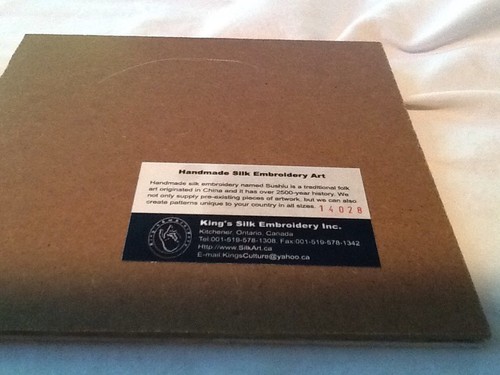 Handmade Silk Embroidery Art
Handmade silk embroidery named Sushiu is a traditional folk
art originated in China and it has over 2500-year history. We
not only supply pre-existing pieces of artwork, but we can also
create patterns unique to your country in all sizes. 14028
King's Silk Embroidery Inc.
Kitchener, Ontario, Canada
Tel:001-519-578-1308 Fax:001-519-578-1342
Http://www.SilkArt.ca
E-mail:KingsCulture@yahoo.ca